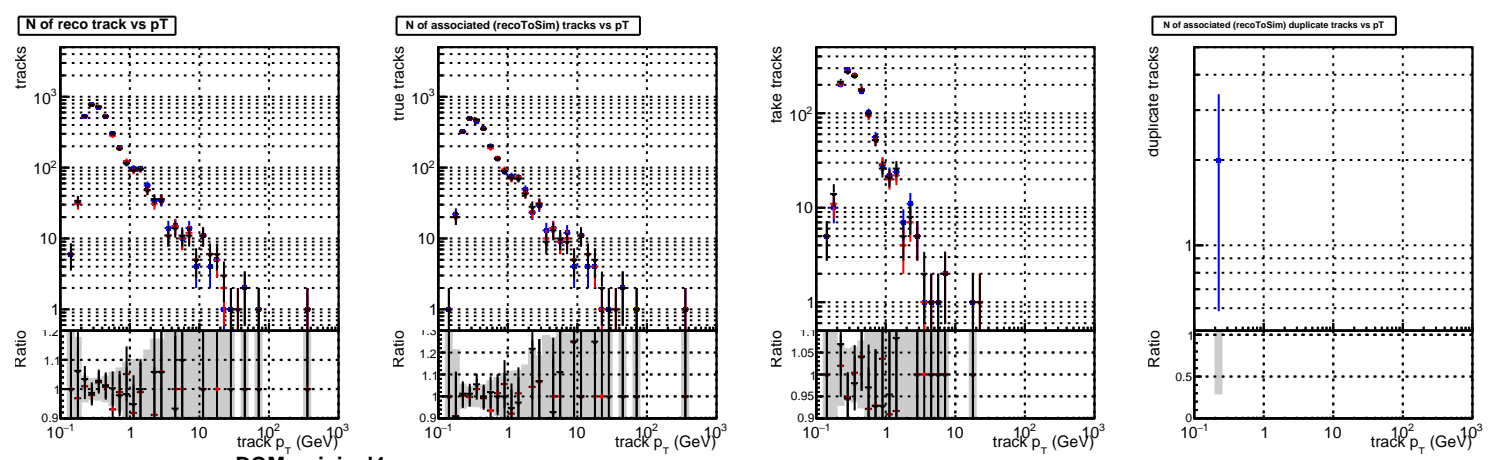 N of reco track vs pT
tracks
10³
10²
10
1
Ratio
1.2
1.1
1
0.9
10⁻¹ 1 10 10² 10³
track p_T (GeV)
N of associated (recoToSim) tracks vs pT
true tracks
10³
10²
10
1
Ratio
1.3
1.2
1.1
1
0.9
10⁻¹ 1 10 10² 10³
track p_T (GeV)
fake tracks
10²
10
1
Ratio
1.1
1.05
1
0.95
0.9
10⁻¹ 1 10 10² 10³
track p_T (GeV)
N of associated (recoToSim) duplicate tracks vs pT
duplicate tracks
1
Ratio
1
0.5
0
10⁻¹ 1 10 10² 10³
track p_T (GeV)